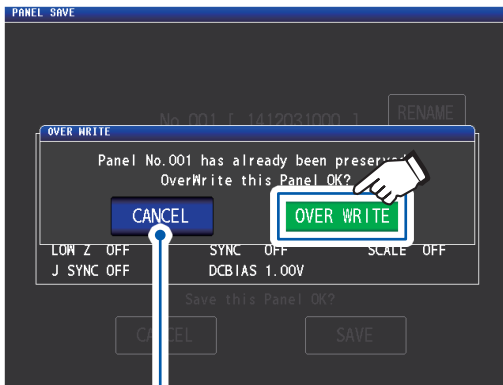 PANEL SAVE
No.001 [ 1412031000 ]
RENAME
OVER WRITE
Panel No.001 has already been preserved.
OverWrite this Panel OK?
CANCEL
OVER WRITE
LOW Z OFF
SYNC OFF
SCALE OFF
J SYNC OFF
DCBIAS 1.00V
Save this Panel OK?
CANCEL
SAVE